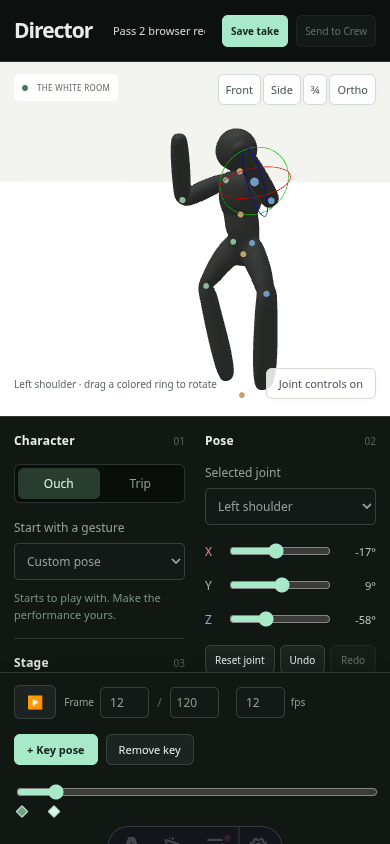 Director
Pass 2 browser re
Save take
Send to Crew
THE WHITE ROOM
Front
Side
¾
Ortho
Left shoulder · drag a colored ring to rotate
Joint controls on
Character 01
Ouch
Trip
Start with a gesture
Custom pose
Starts to play with. Make the
performance yours.
Stage 03
Pose 02
Selected joint
Left shoulder
X -17°
Y 9°
Z -58°
Reset joint
Undo
Redo
Frame 12 / 120 12 fps
+ Key pose
Remove key